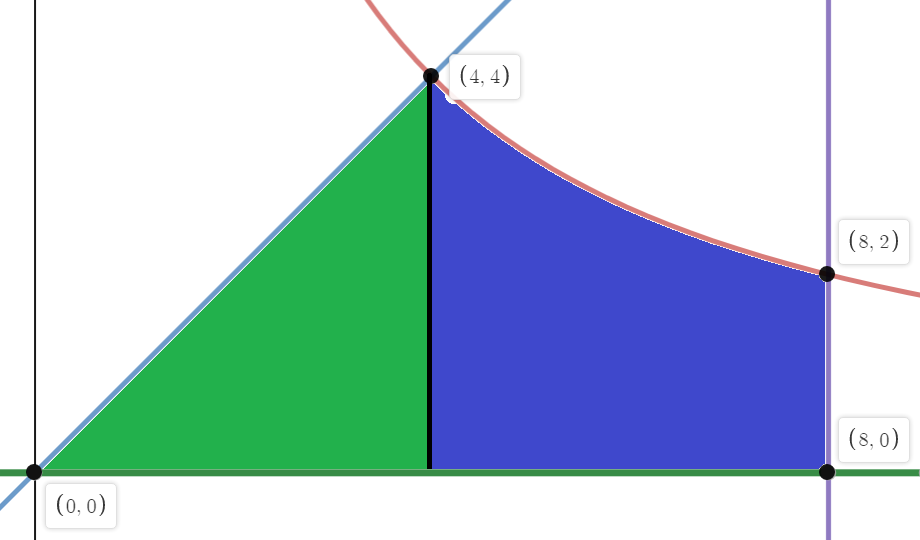 (4, 4)
(8, 2)
(8, 0)
(0, 0)